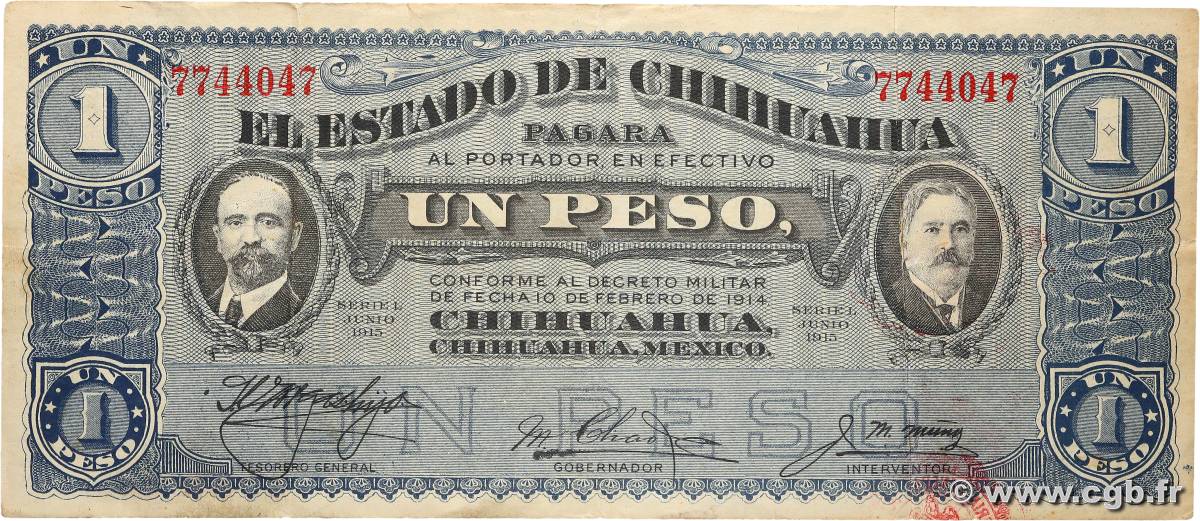 UN
1
PESO
7744047
EL ESTADO DE CHIHUAHUA
7744047
UN
1
PESO
PAGARA
AL PORTADOR, EN EFECTIVO
UN PESO,
CONFORME AL DECRETO MILITAR
DE FECHA 10 DE FEBRERO DE 1914.
SERIE L
JUNIO
1915
SERIE L
JUNIO
1915
CHIHUAHUA,
CHIHUAHUA, MEXICO.
UN
1
PESO
UN PESO
UN
1
PESO
TESORERO GENERAL
GOBERNADOR
INTERVENTOR
© www.cgb.fr